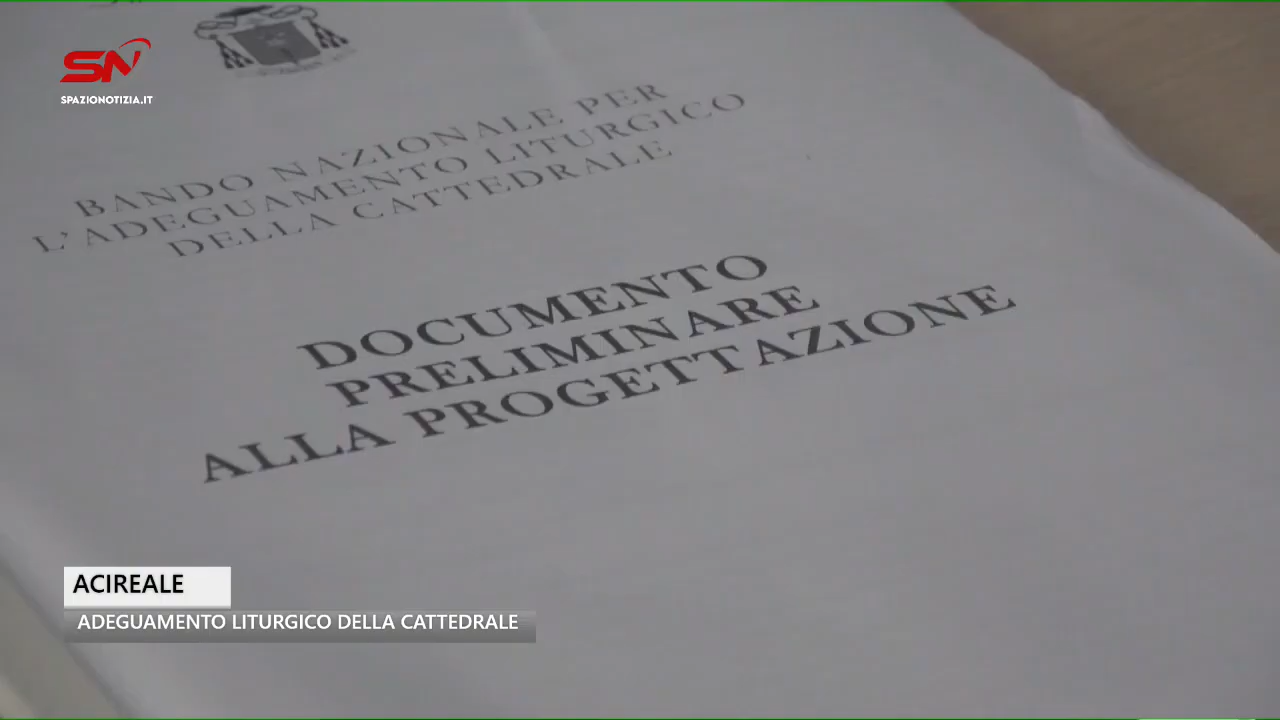 SN
SPAZIONOTIZIA.IT
BANDO NAZIONALE PER
L'ADEGUAMENTO LITURGICO
DELLA CATTEDRALE
DOCUMENTO
PRELIMINARE
ALLA PROGETTAZIONE
ACIREALE
ADEGUAMENTO LITURGICO DELLA CATTEDRALE